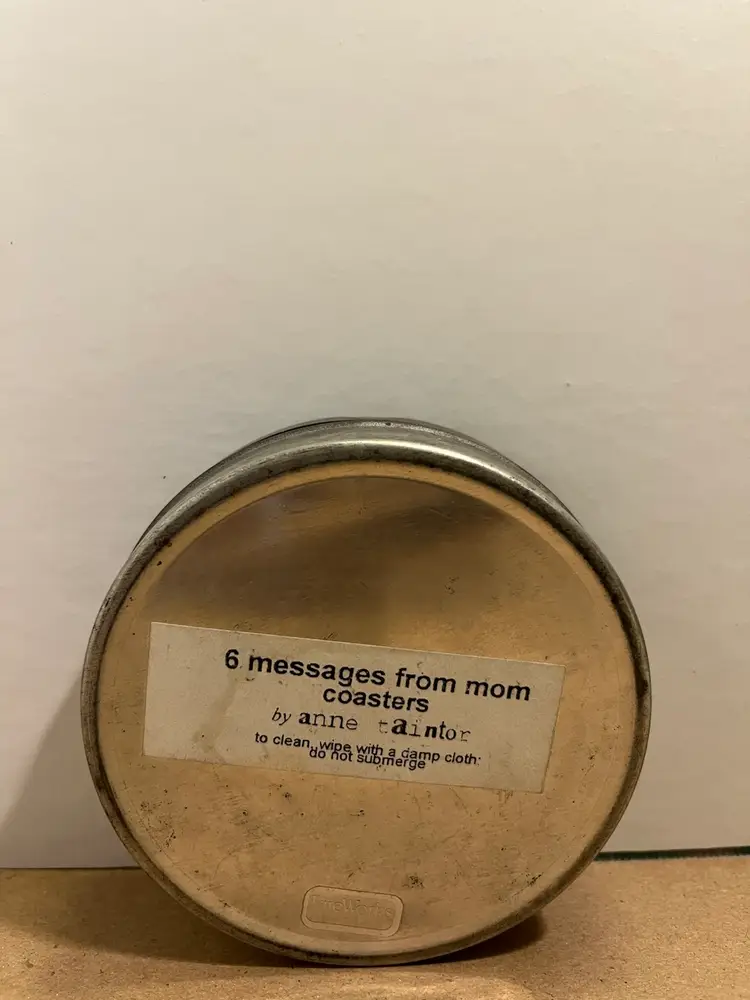 6 messages from mom
coasters
by anne taintor
to clean, wipe with a damp cloth:
do not submerge